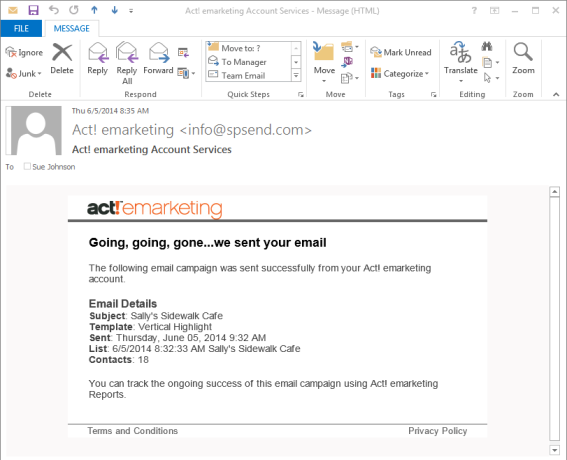 Act! emarketing Account Services - Message (HTML)
FILE
MESSAGE
Ignore
Junk
Delete
Delete
Reply
Reply All
Forward
Respond
Move to: ?
To Manager
Team Email
Quick Steps
Move
Move
Mark Unread
Categorize
Tags
Translate
Editing
Zoom
Zoom
Thu 6/5/2014 8:35 AM
Act! emarketing <info@spsend.com>
Act! emarketing Account Services
To Sue Johnson
act! emarketing
Going, going, gone...we sent your email
The following email campaign was sent successfully from your Act! emarketing
account.
Email Details
Subject: Sally's Sidewalk Cafe
Template: Vertical Highlight
Sent: Thursday, June 05, 2014 9:32 AM
List: 6/5/2014 8:32:33 AM Sally's Sidewalk Cafe
Contacts: 18
You can track the ongoing success of this email campaign using Act! emarketing
Reports.
Terms and Conditions
Privacy Policy